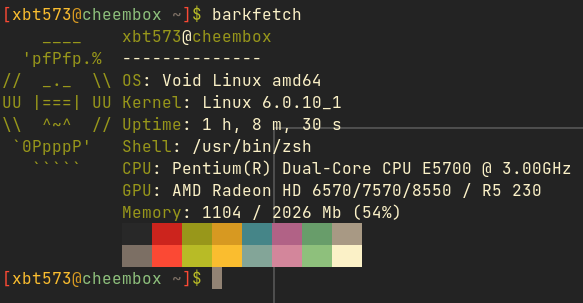 [xbt573@cheembox ~]$ barkfetch
    ____      xbt573@cheembox
  'pfPfp.%    --------------
//  _._  \\ OS: Void Linux amd64
UU |===| UU Kernel: Linux 6.0.10_1
\\  ^~^  // Uptime: 1 h, 8 m, 30 s
 `0PpppP'   Shell: /usr/bin/zsh
   `````    CPU: Pentium(R) Dual-Core CPU E5700 @ 3.00GHz
GPU: AMD Radeon HD 6570/7570/8550 / R5 230
Memory: 1104 / 2026 Mb (54%)
[xbt573@cheembox ~]$